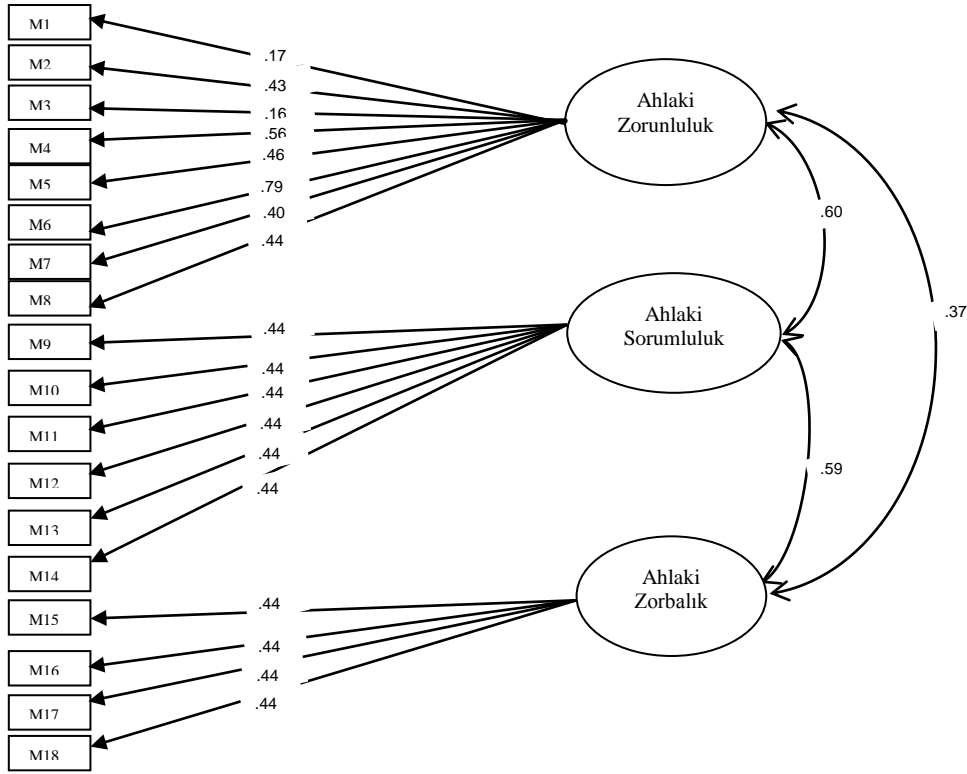 M1
M2
M3
M4
M5
M6
M7
M8
M9
M10
M11
M12
M13
M14
M15
M16
M17
M18
.17
.43
.16
.56
.46
.79
.40
.44
.44
.44
.44
.44
.44
.44
.44
.44
.44
.44
Ahlaki
Zorunluluk
Ahlaki
Sorumluluk
Ahlaki
Zorbalık
.60
.37
.59